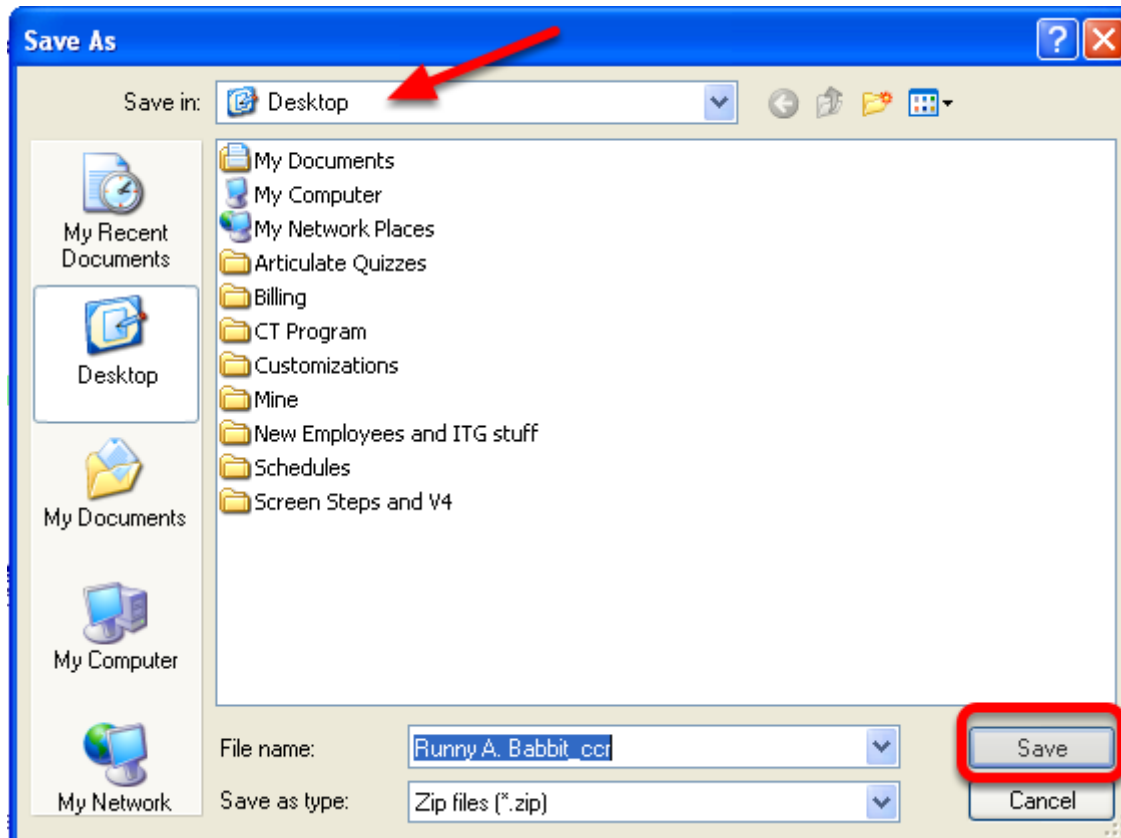 Save As
Save in:
Desktop
My Documents
My Computer
My Network Places
Articulate Quizzes
Billing
CT Program
Customizations
Mine
New Employees and ITG stuff
Schedules
Screen Steps and V4
My Recent
Documents
Desktop
My Documents
My Computer
My Network
File name:
Runny A. Babbit_ccr
Save
Save as type:
Zip files (*.zip)
Cancel